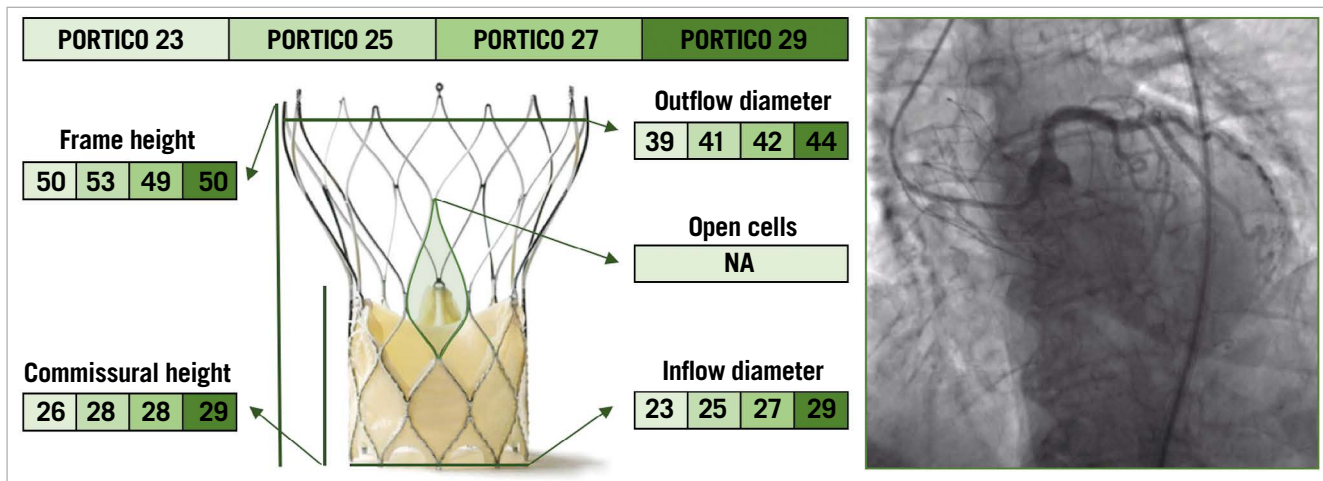 PORTICO 23 PORTICO 25 PORTICO 27 PORTICO 29
Frame height
50 53 49 50
Outflow diameter
39 41 42 44
Open cells
NA
Commissural height
26 28 28 29
Inflow diameter
23 25 27 29